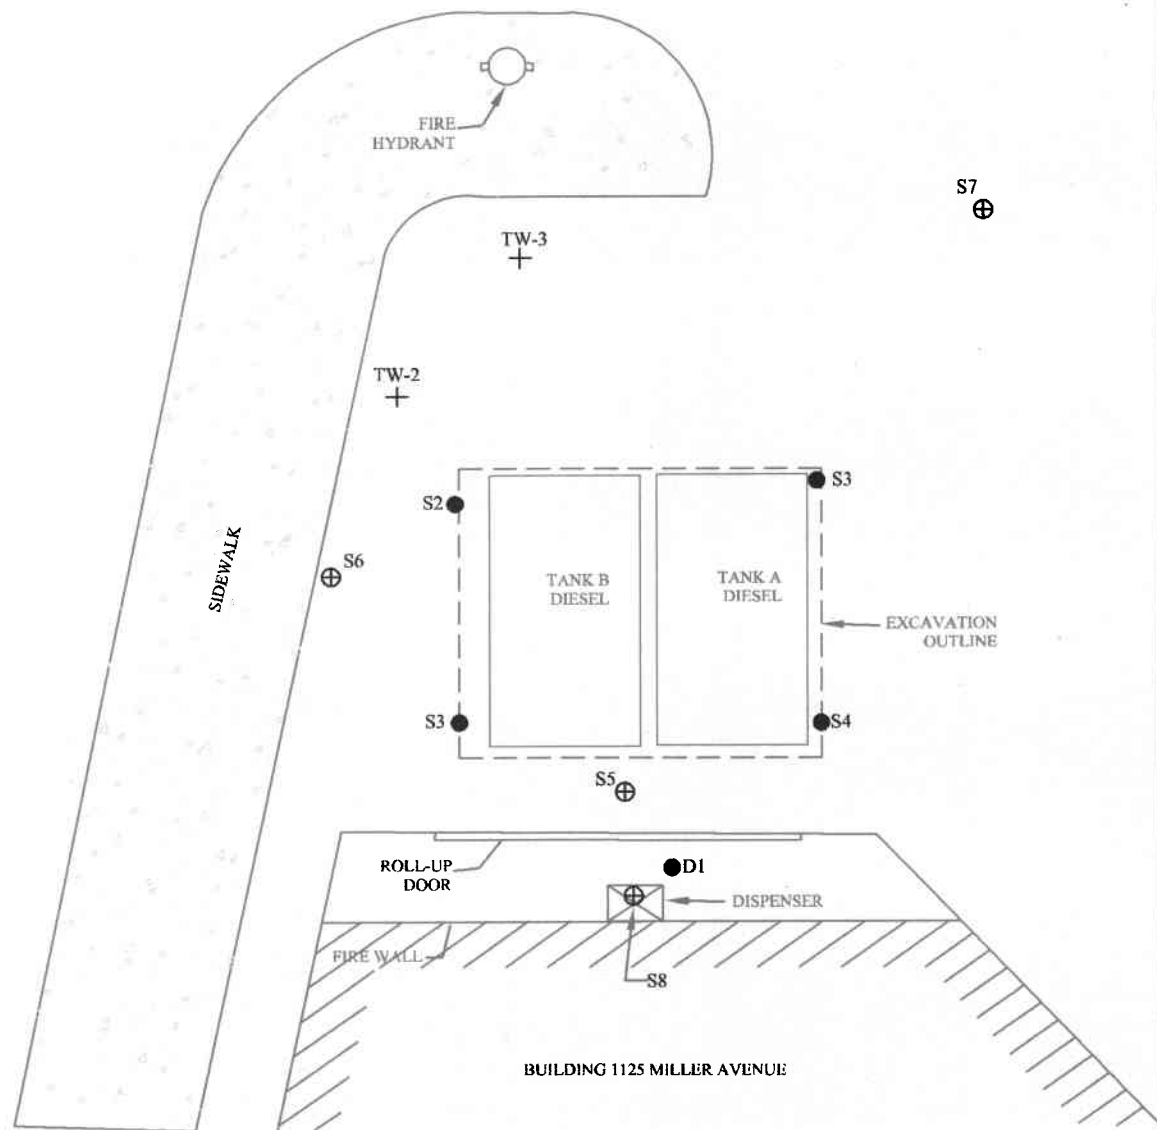 FIRE
HYDRANT
S7
TW-3
TW-2
S3
S2
SIDEWALK
S6
TANK B
DIESEL
TANK A
DIESEL
EXCAVATION
OUTLINE
S3
S4
S5
ROLL-UP
DOOR
D1
DISPENSER
FIRE WALL
S8
BUILDING 1125 MILLER AVENUE